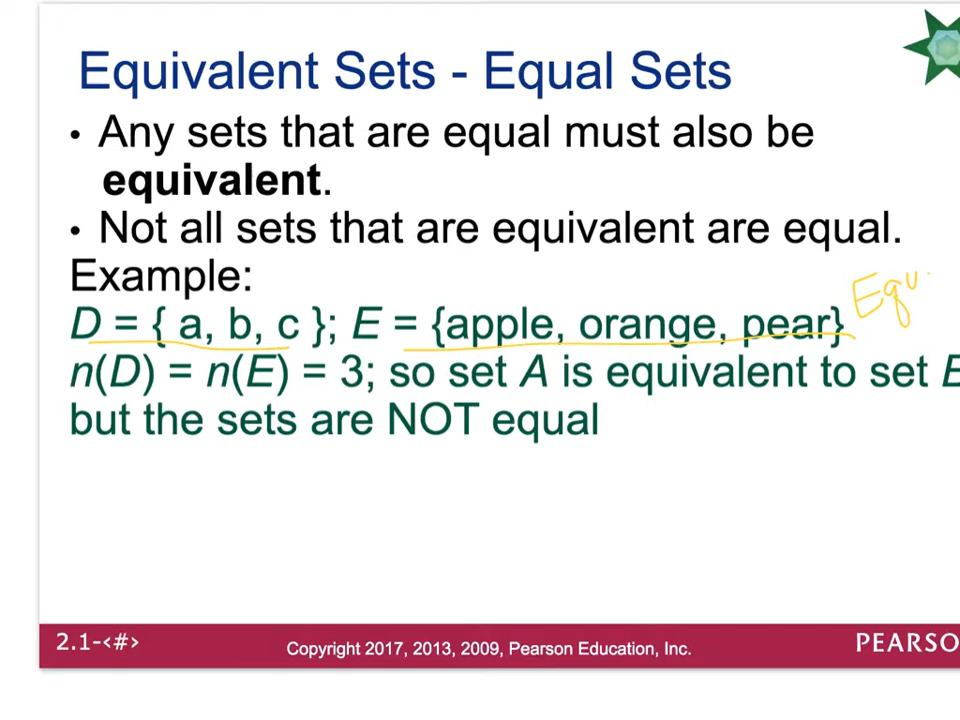 Equivalent Sets - Equal Sets
• Any sets that are equal must also be
equivalent.
• Not all sets that are equivalent are equal.
Example:
Equ
D = { a, b, c }; E = {apple, orange, pear}
n(D) = n(E) = 3; so set A is equivalent to set
but the sets are NOT equal
2.1-<#>
Copyright 2017, 2013, 2009, Pearson Education, Inc.
PEARSO